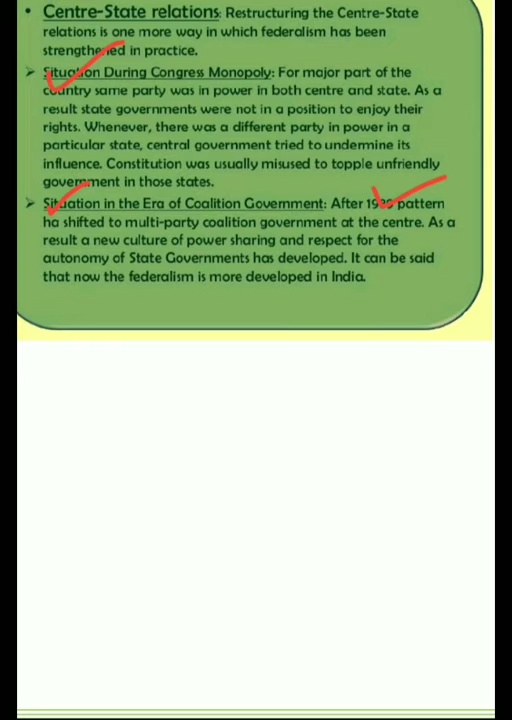 • Centre-State relations: Restructuring the Centre-State
relations is one more way in which federalism has been
strengthened in practice.
➢ Situation During Congress Monopoly: For major part of the
country same party was in power in both centre and state. As a
result state governments were not in a position to enjoy their
rights. Whenever, there was a different party in power in a
particular state, central government tried to undermine its
influence. Constitution was usually misused to topple unfriendly
government in those states.
➢ Situation in the Era of Coalition Government: After pattern
ha shifted to multi-party coalition government at the centre. As a
result a new culture of power sharing and respect for the
autonomy of State Governments has developed. It can be said
that now the federalism is more developed in India.